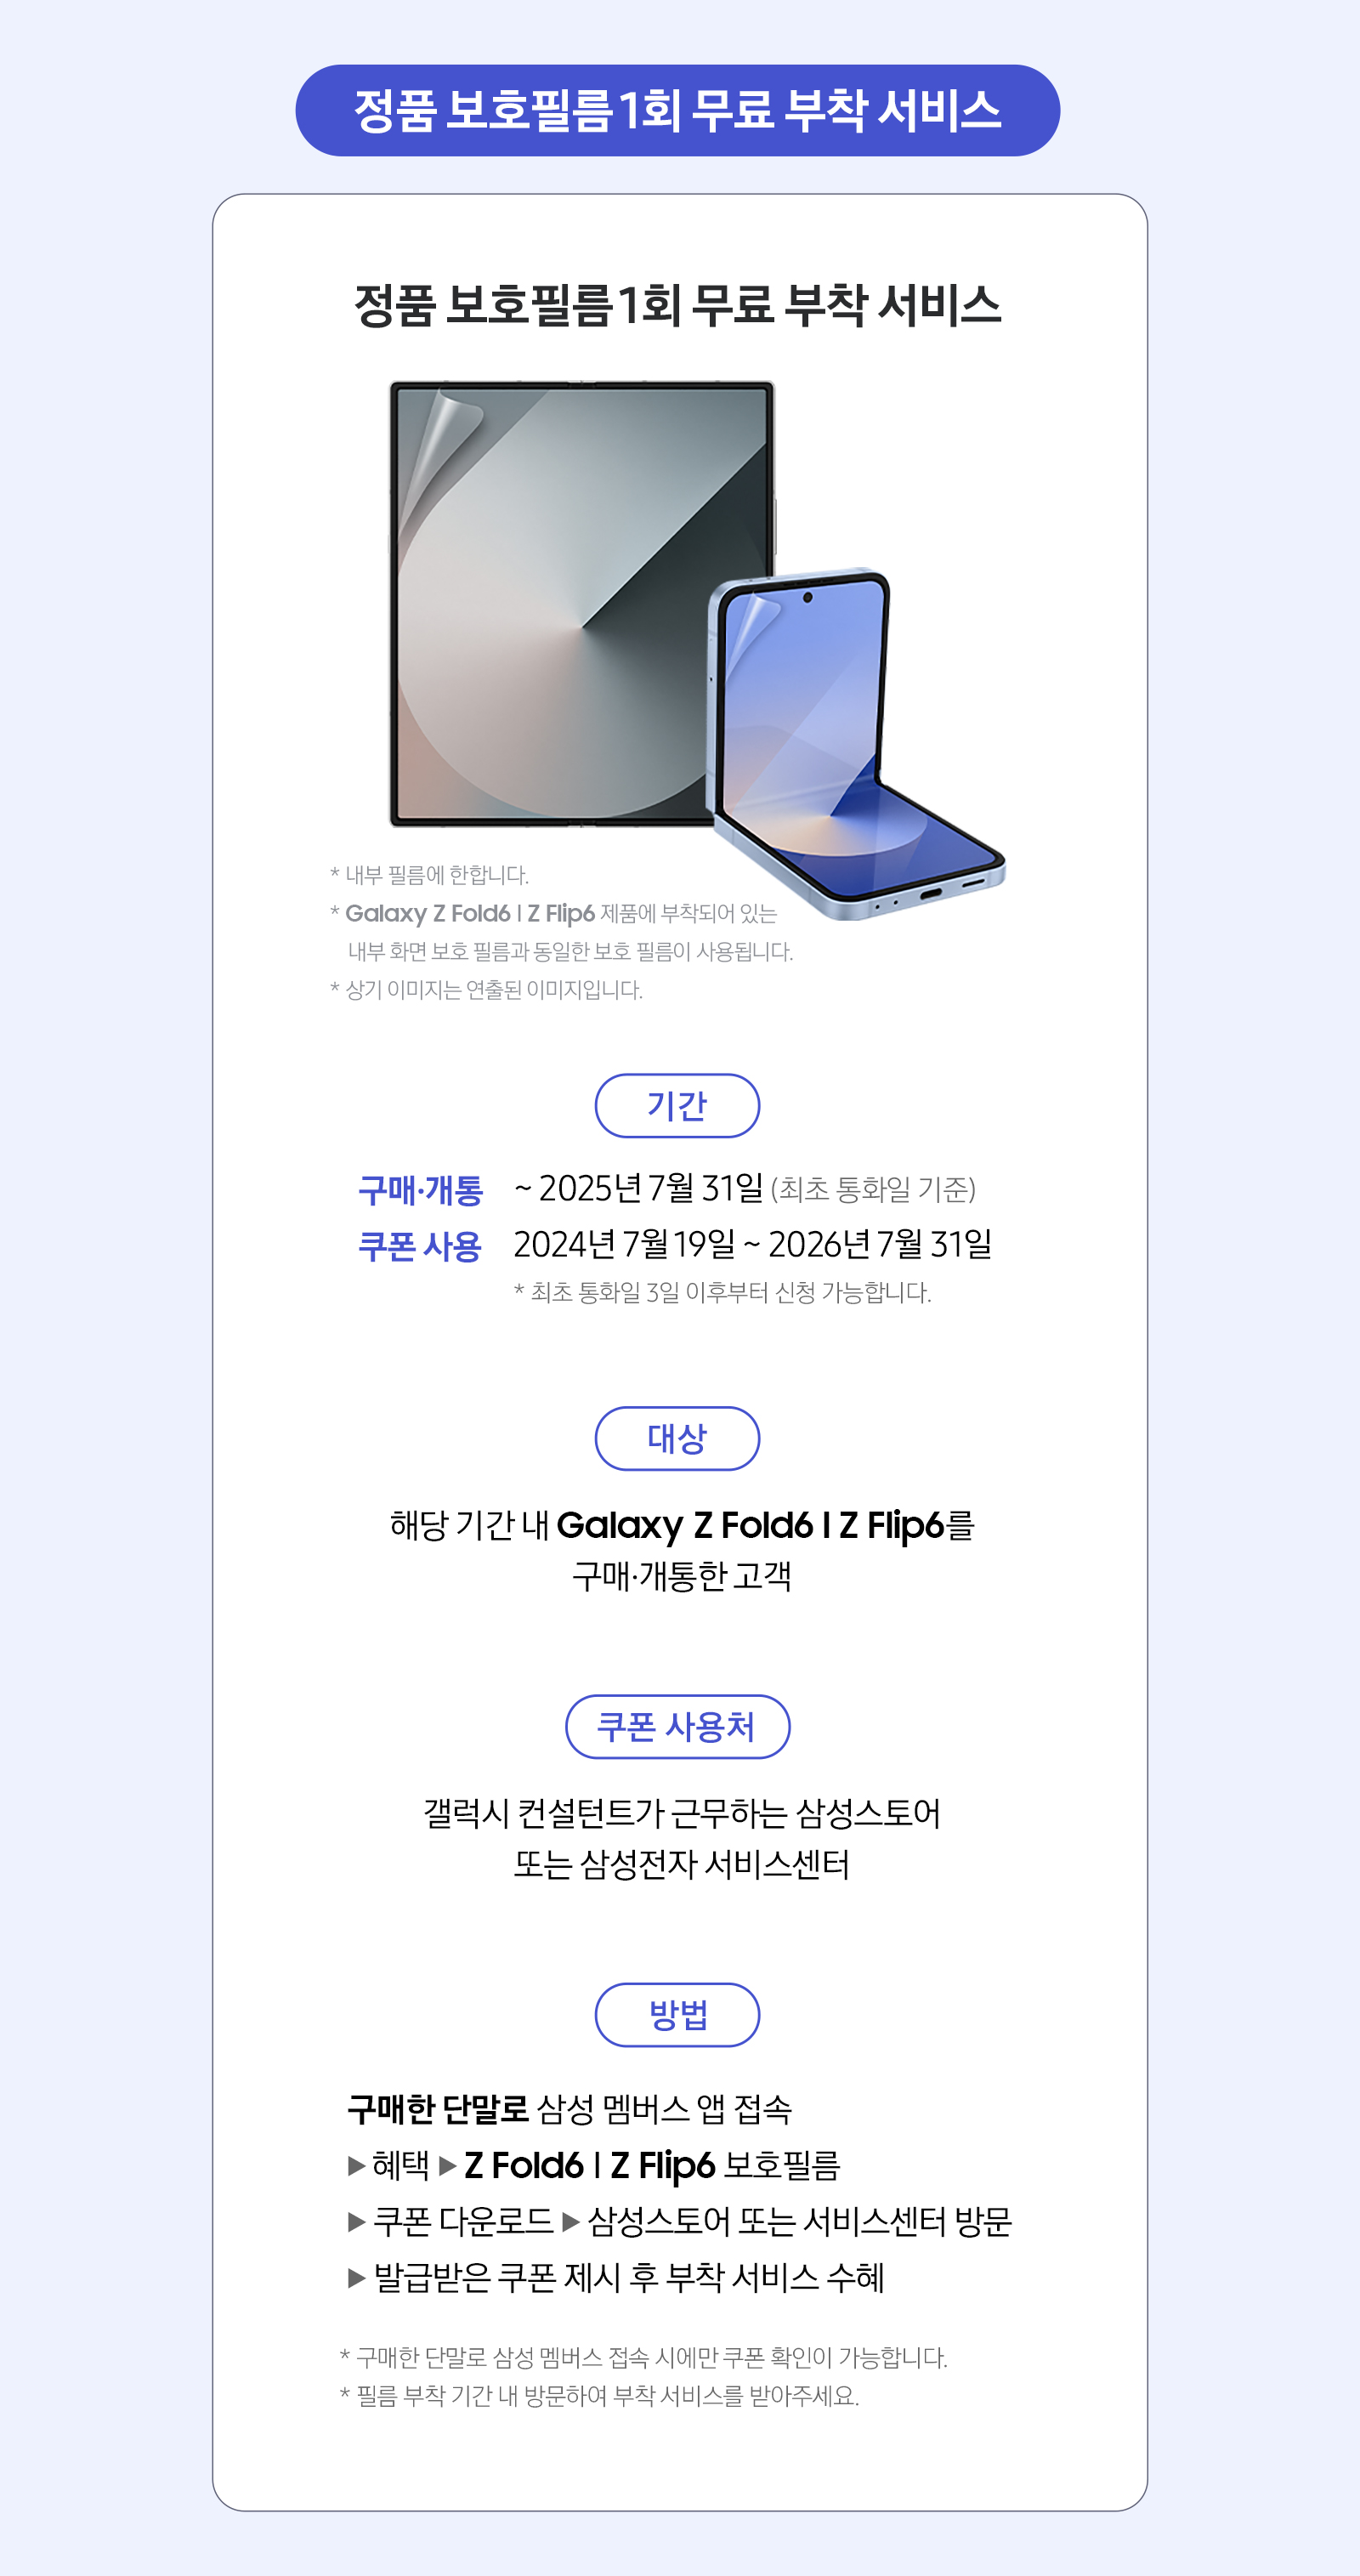 정품 보호필름 1회 무료 부착 서비스
정품 보호필름 1회 무료 부착 서비스
* 내부 필름에 한합니다.
* Galaxy Z Fold6 | Z Flip6 제품에 부착되어 있는
내부 화면 보호 필름과 동일한 보호 필름이 사용됩니다.
* 상기 이미지는 연출된 이미지입니다.
기간
구매·개통 ~ 2025년 7월 31일 (최초 통화일 기준)
쿠폰 사용 2024년 7월 19일 ~ 2026년 7월 31일
* 최초 통화일 3일 이후부터 신청 가능합니다.
대상
해당 기간 내 Galaxy Z Fold6 | Z Flip6를
구매·개통한 고객
쿠폰 사용처
갤럭시 컨설턴트가 근무하는 삼성스토어
또는 삼성전자 서비스센터
방법
구매한 단말로 삼성 멤버스 앱 접속
▶ 혜택 ▶ Z Fold6 | Z Flip6 보호필름
▶ 쿠폰 다운로드 ▶ 삼성스토어 또는 서비스센터 방문
▶ 발급받은 쿠폰 제시 후 부착 서비스 수혜
* 구매한 단말로 삼성 멤버스 접속 시에만 쿠폰 확인이 가능합니다.
* 필름 부착 기간 내 방문하여 부착 서비스를 받아주세요.